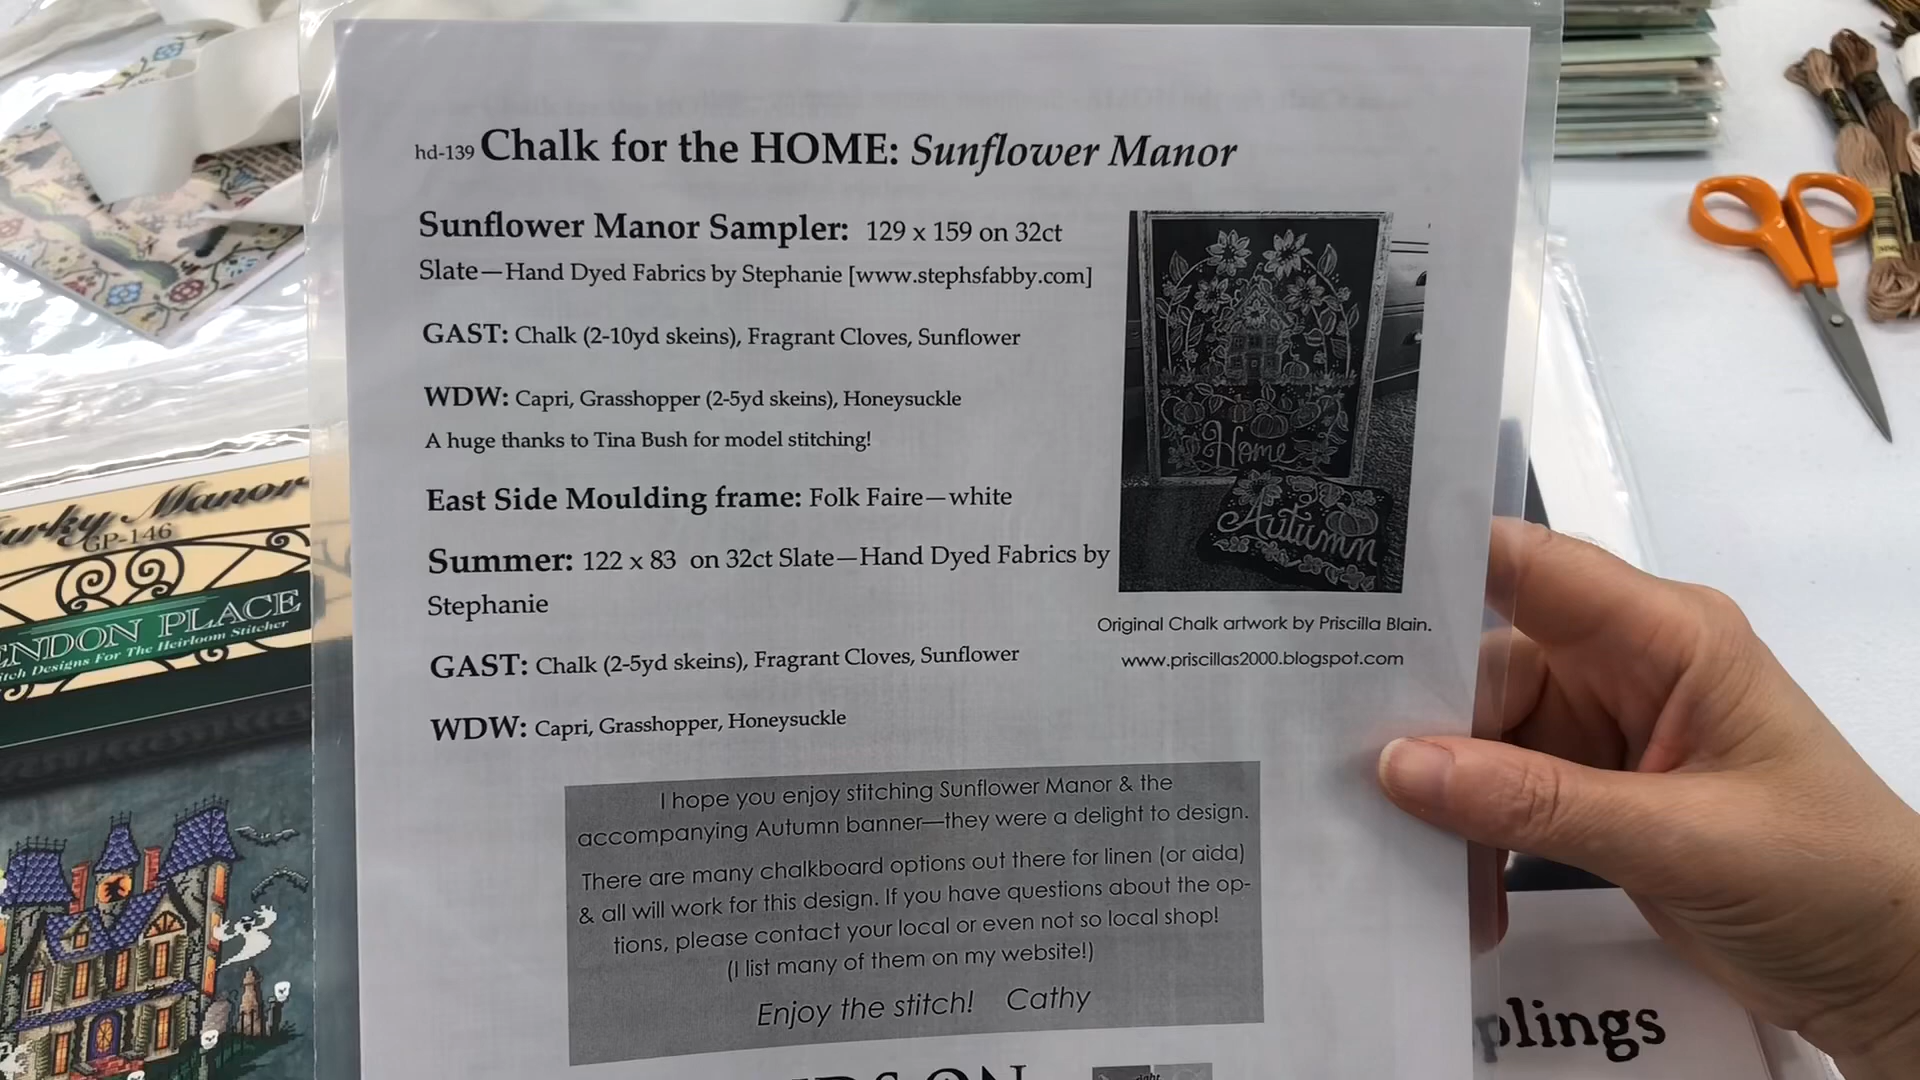 hd-139 Chalk for the HOME: Sunflower Manor
Sunflower Manor Sampler: 129 x 159 on 32ct
Slate—Hand Dyed Fabrics by Stephanie [www.stephsfabby.com]
GAST: Chalk (2-10yd skeins), Fragrant Cloves, Sunflower
WDW: Capri, Grasshopper (2-5yd skeins), Honeysuckle
A huge thanks to Tina Bush for model stitching!
East Side Moulding frame: Folk Faire—white
Summer: 122 x 83 on 32ct Slate—Hand Dyed Fabrics by
Stephanie
GAST: Chalk (2-5yd skeins), Fragrant Cloves, Sunflower
WDW: Capri, Grasshopper, Honeysuckle
Home
Autumn
Original Chalk artwork by Priscilla Blain.
www.priscillas2000.blogspot.com
I hope you enjoy stitching Sunflower Manor & the
accompanying Autumn banner—they were a delight to design.
There are many chalkboard options out there for linen (or aida)
& all will work for this design. If you have questions about the op-
tions, please contact your local or even not so local shop!
(I list many of them on my website!)
Enjoy the stitch! Cathy
Manor
GP-146
PLACE
Designs For The Heirloom Stitcher
plings